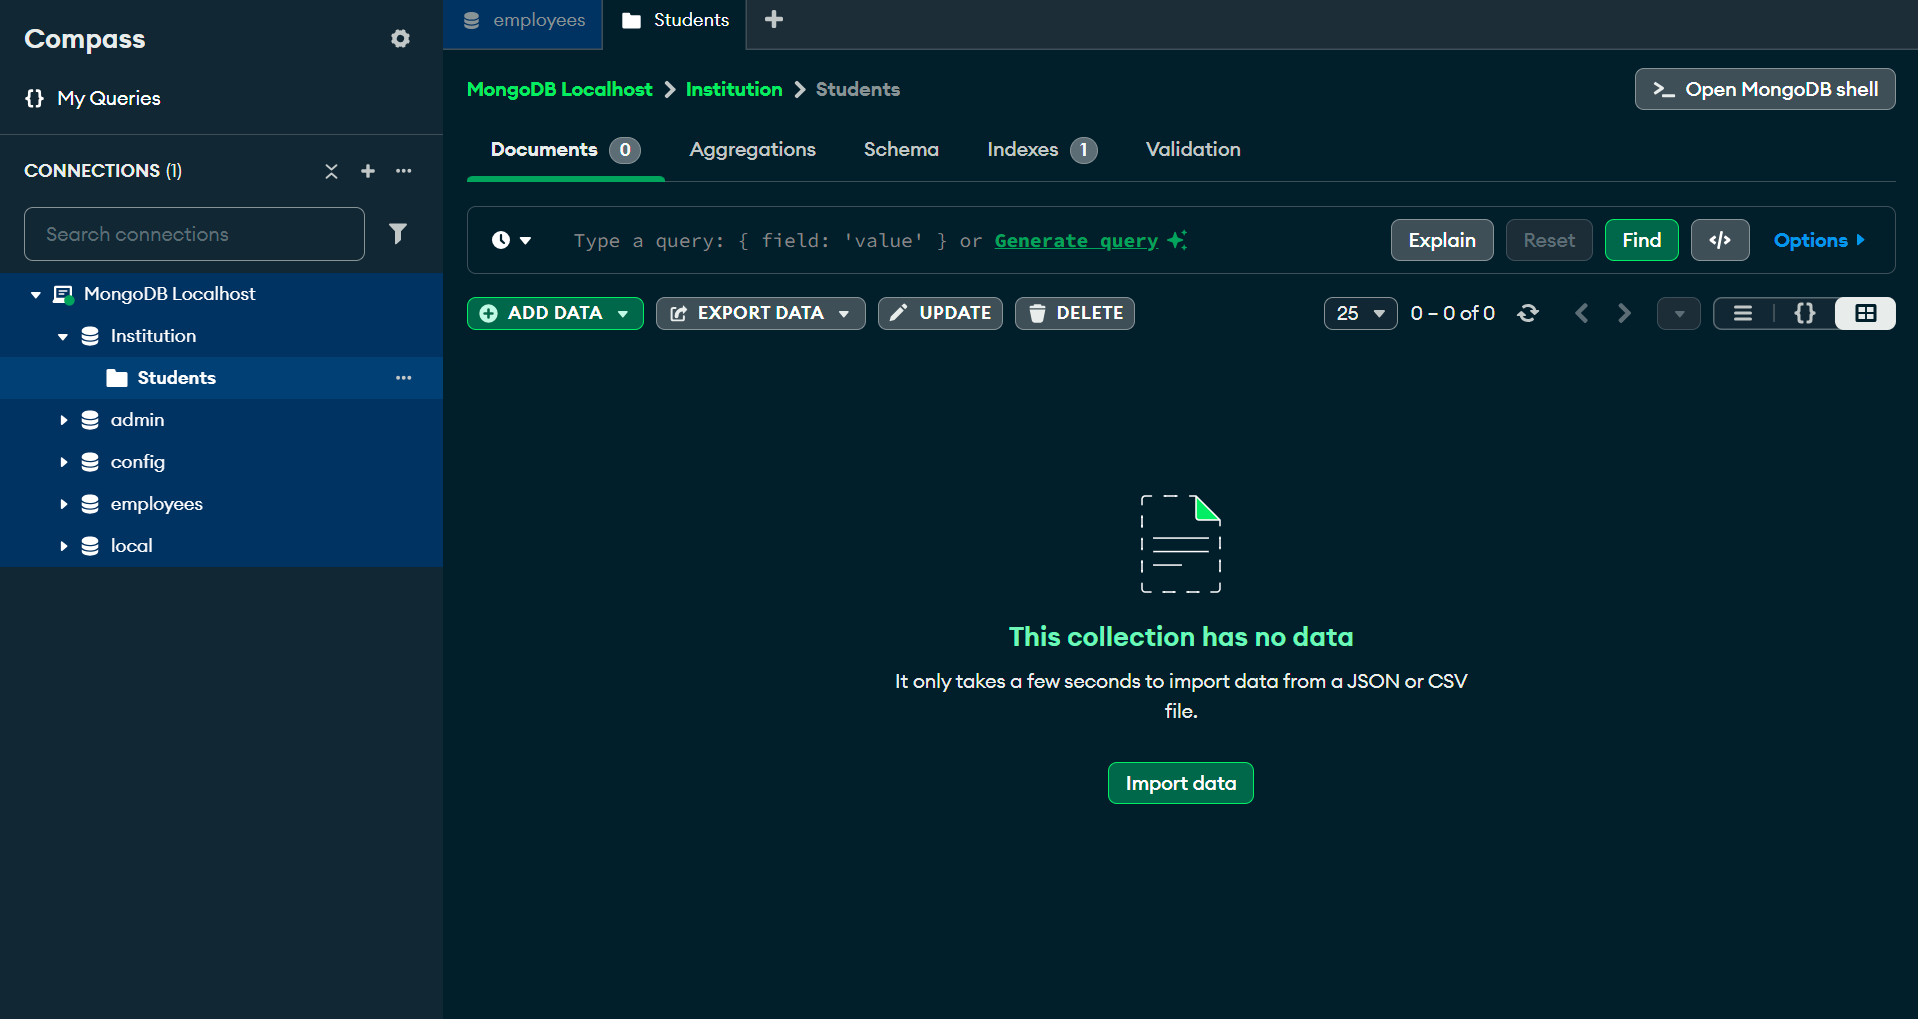 Compass
{} My Queries
CONNECTIONS (1)
Search connections
MongoDB Localhost
Institution
Students
admin
config
employees
local
employees
Students
MongoDB Localhost > Institution > Students
>_ Open MongoDB shell
Documents 0 Aggregations Schema Indexes 1 Validation
Type a query: { field: 'value' } or Generate query
Explain Reset Find </> Options
ADD DATA EXPORT DATA UPDATE DELETE
25 0 – 0 of 0 {}
This collection has no data
It only takes a few seconds to import data from a JSON or CSV
file.
Import data